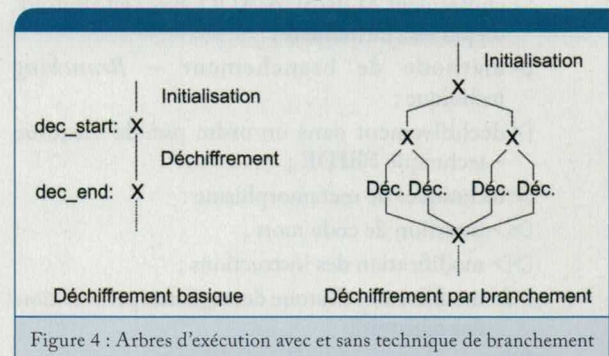 Initialisation
dec_start: X
Déchiffrement
dec_end: X
Déchiffrement basique
Initialisation
X
X X
Déc. Déc. Déc. Déc.
X
Déchiffrement par branchement
Figure 4 : Arbres d'exécution avec et sans technique de branchement